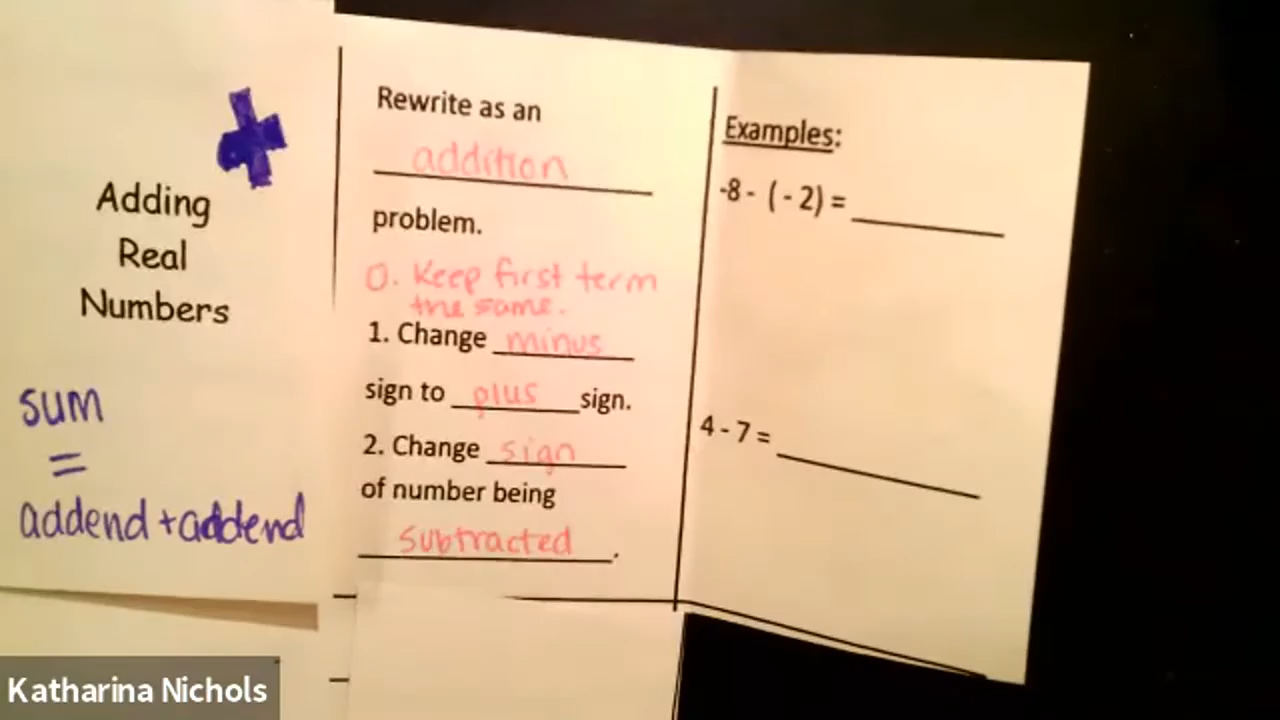 Adding
Real
Numbers
sum
=
addend + addend
Rewrite as an
addition
problem.
0. Keep first term
the same.
1. Change minus
sign to plus sign.
2. Change sign
of number being
subtracted.
Examples:
-8 - ( - 2) = ________
4 - 7 = ________
Katharina Nichols